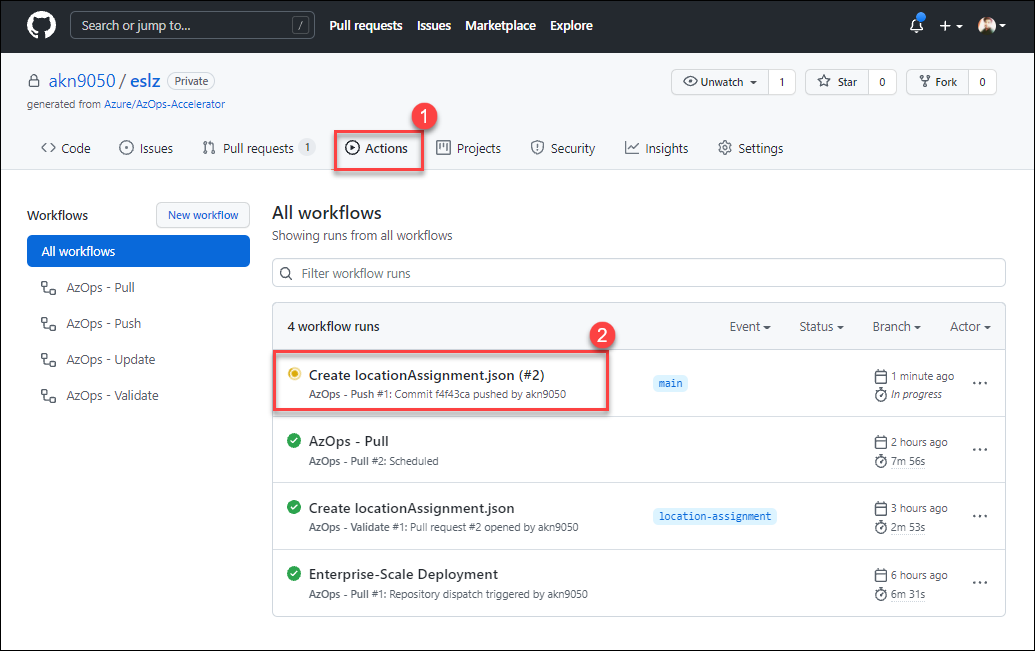 Search or jump to... / Pull requests Issues Marketplace Explore
akn9050 / eslz Private Unwatch 1 Star 0 Fork 0
generated from Azure/AzOps-Accelerator
1
Code Issues Pull requests 1 Actions Projects Security Insights Settings
Workflows New workflow
All workflows
AzOps - Pull
AzOps - Push
AzOps - Update
AzOps - Validate
All workflows
Showing runs from all workflows
Filter workflow runs
4 workflow runs Event Status Branch Actor
2
Create locationAssignment.json (#2) main 1 minute ago
AzOps - Push #1: Commit f4f43ca pushed by akn9050 In progress
AzOps - Pull 2 hours ago
AzOps - Pull #2: Scheduled 7m 56s
Create locationAssignment.json location-assignment 3 hours ago
AzOps - Validate #1: Pull request #2 opened by akn9050 2m 53s
Enterprise-Scale Deployment 6 hours ago
AzOps - Pull #1: Repository dispatch triggered by akn9050 6m 31s